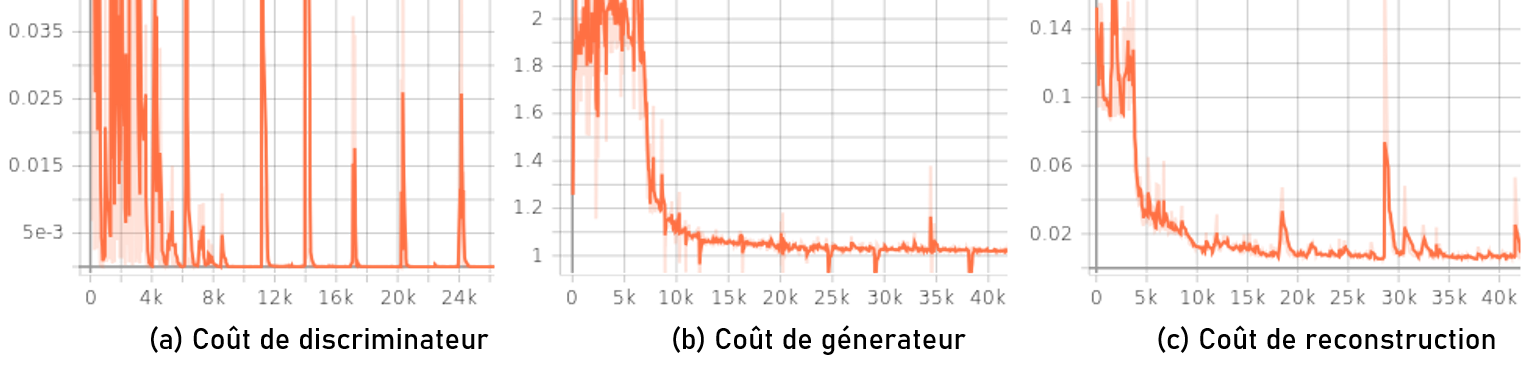 0.035
0.025
0.015
5e-3
0 4k 8k 12k 16k 20k 24k
(a) Coût de discriminateur
2
1.8
1.6
1.4
1.2
1
0 5k 10k 15k 20k 25k 30k 35k 40k
(b) Coût de génerateur
0.14
0.1
0.06
0.02
0 5k 10k 15k 20k 25k 30k 35k 40k
(c) Coût de reconstruction